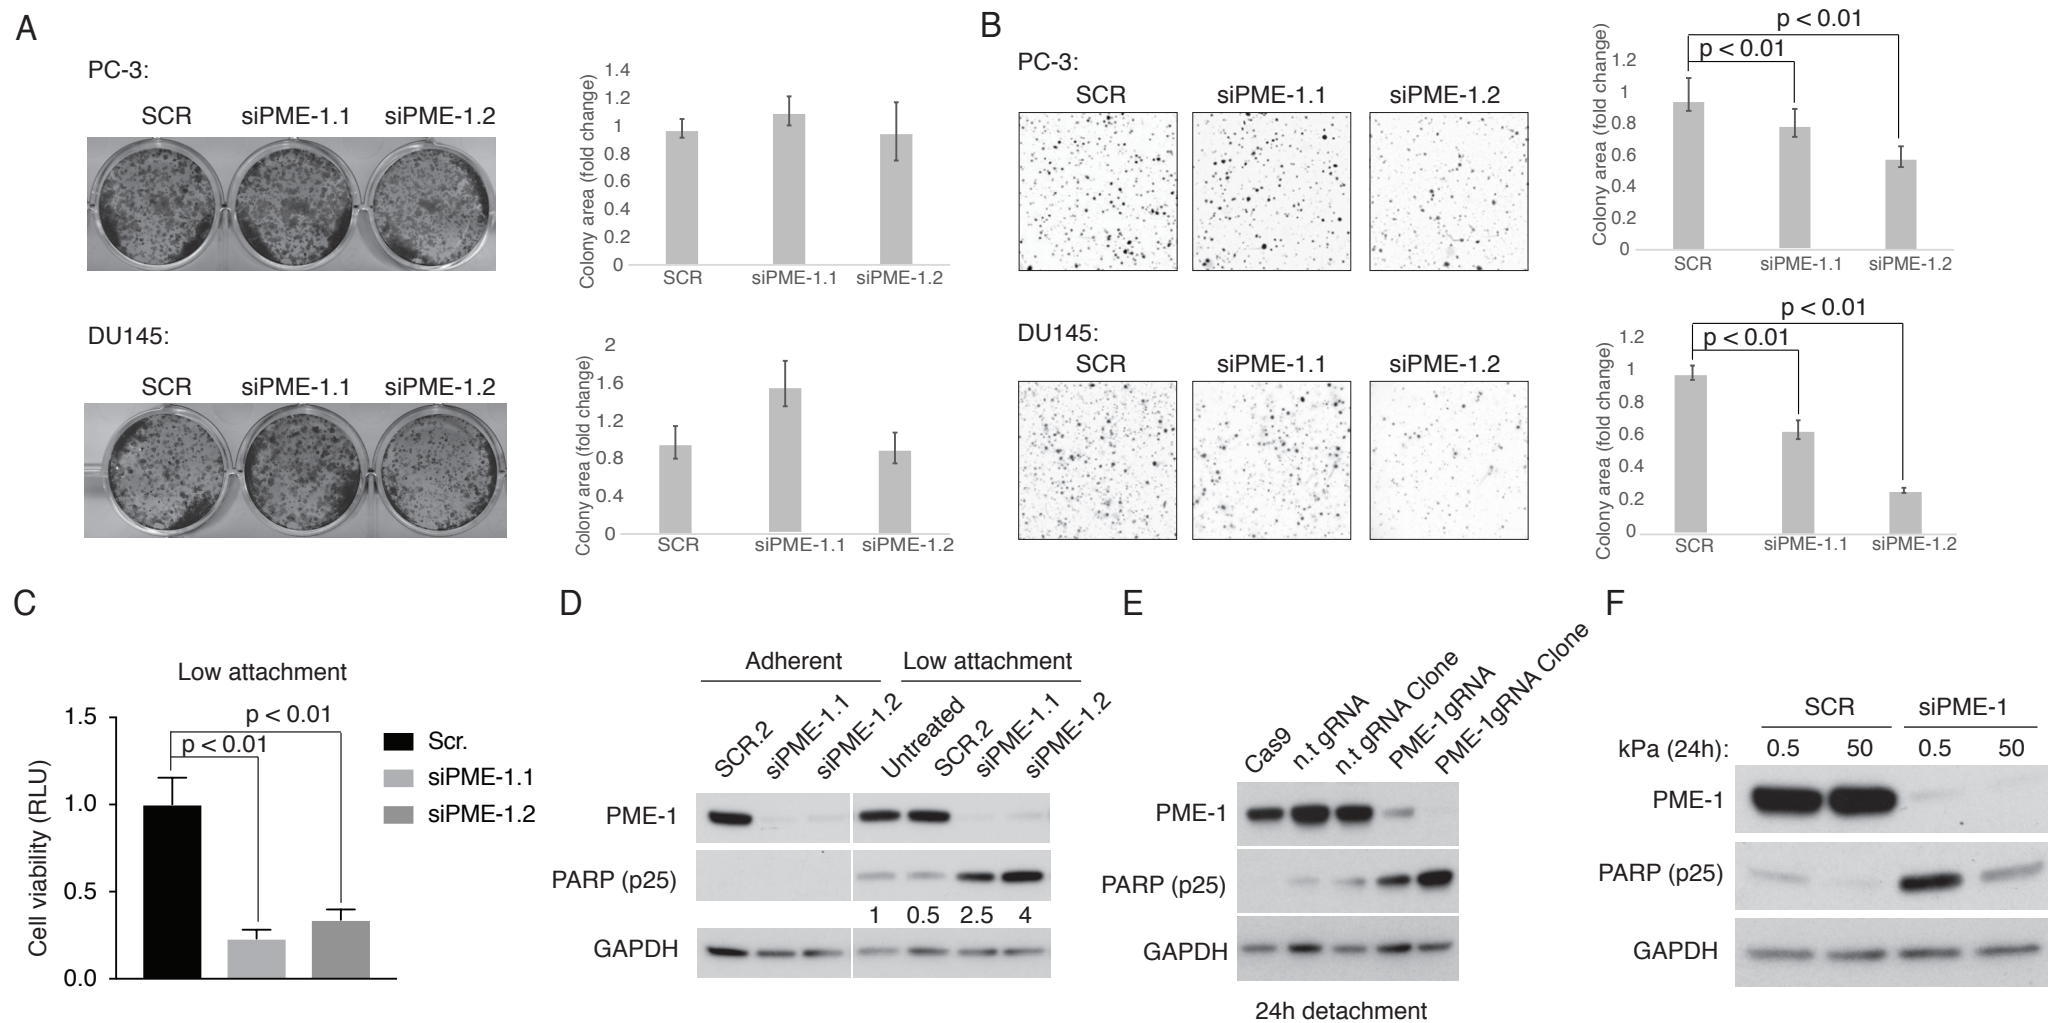 A
PC-3:
SCR siPME-1.1 siPME-1.2
Colony area (fold change)
1.4
1.2
1
0.8
0.6
0.4
0.2
0
SCR siPME-1.1 siPME-1.2
DU145:
SCR siPME-1.1 siPME-1.2
Colony area (fold change)
2
1.6
1.2
0.8
0.4
0
SCR siPME-1.1 siPME-1.2
B
PC-3:
SCR siPME-1.1 siPME-1.2
p < 0.01
p < 0.01
Colony area (fold change)
1.2
1
0.8
0.6
0.4
0.2
0
SCR siPME-1.1 siPME-1.2
DU145:
SCR siPME-1.1 siPME-1.2
p < 0.01
p < 0.01
Colony area (fold change)
1.2
1
0.8
0.6
0.4
0.2
0
SCR siPME-1.1 siPME-1.2
C
Low attachment
p < 0.01
p < 0.01
Cell viability (RLU)
1.5
1.0
0.5
0.0
Scr.
siPME-1.1
siPME-1.2
D
Adherent Low attachment
SCR.2 siPME-1.1 siPME-1.2 Untreated SCR.2 siPME-1.1 siPME-1.2
PME-1
PARP (p25)
1 0.5 2.5 4
GAPDH
E
Cas9 n.t gRNA n.t gRNA Clone PME-1gRNA PME-1gRNA Clone
PME-1
PARP (p25)
GAPDH
24h detachment
F
SCR siPME-1
kPa (24h): 0.5 50 0.5 50
PME-1
PARP (p25)
GAPDH